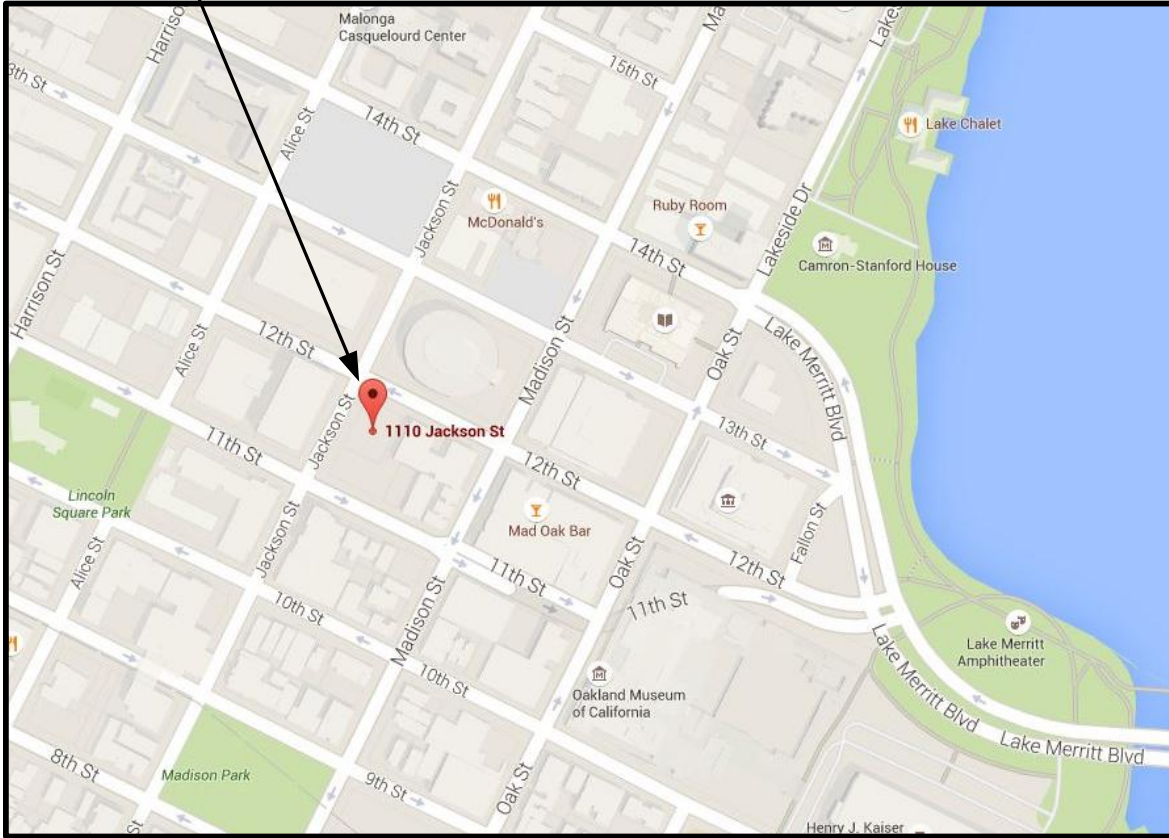 Malonga
Casquelourd Center
Harrison
Ma
Lakes
15th St
3th St
14th St
Alice St
Lake Chalet
Ruby Room
McDonald's
Jackson St
Lakeside Dr
14th St
Camron-Stanford House
Harrison St
12th St
Alice St
Madison St
Oak St
Lake Merritt Blvd
1110 Jackson St
Jackson St
13th St
11th St
12th St
Lincoln
Square Park
Mad Oak Bar
Fallon St
Jackson St
Alice St
11th St
Oak St
12th St
10th St
11th St
Madison St
Lake Merritt
Amphitheater
Lake Merritt Blvd
10th St
Oakland Museum
of California
Lake Merritt Blvd
8th St
Madison Park
9th St
Oak St
St
Henry J. Kaiser